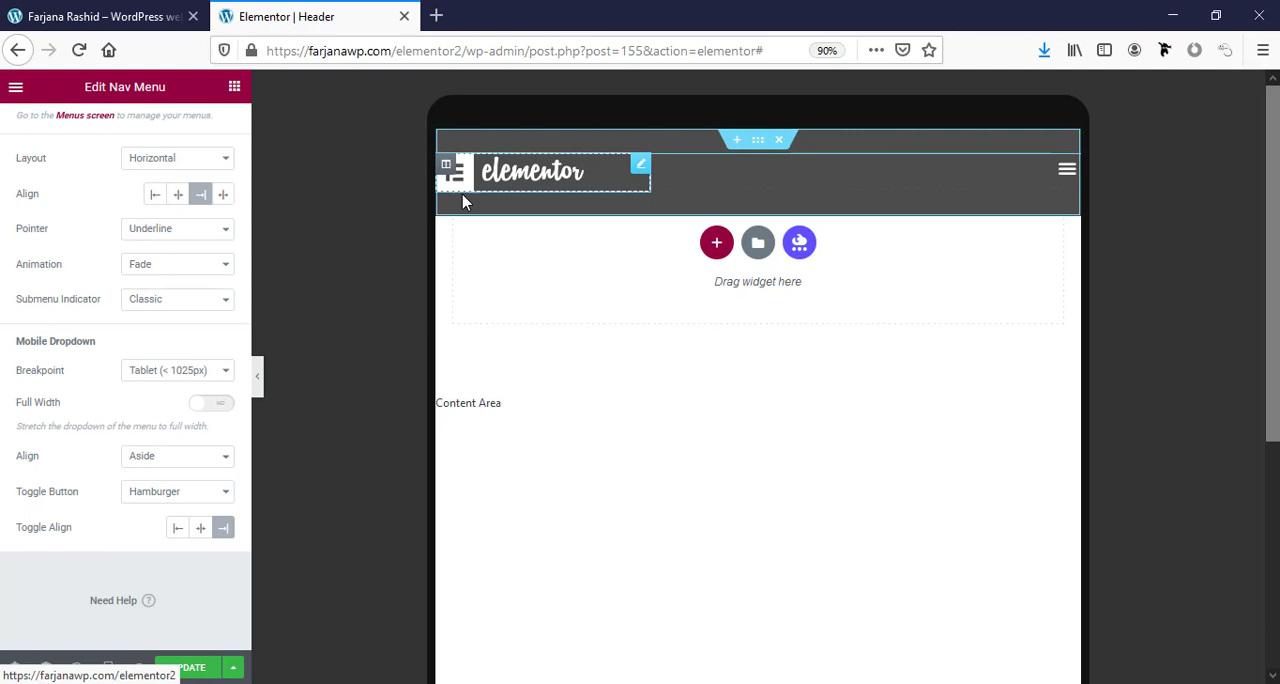 Farjana Rashid – WordPress we
Elementor | Header
https://farjanawp.com/elementor2/wp-admin/post.php?post=155&action=elementor#
90%
Edit Nav Menu
Go to the Menus screen to manage your menus.
Layout
Horizontal
Align
Pointer
Underline
Animation
Fade
Submenu Indicator
Classic
Mobile Dropdown
Breakpoint
Tablet (< 1025px)
Full Width
NO
Stretch the dropdown of the menu to full width.
Align
Aside
Toggle Button
Hamburger
Toggle Align
Need Help
?
PDATE
https://farjanawp.com/elementor2
elementor
Drag widget here
Content Area